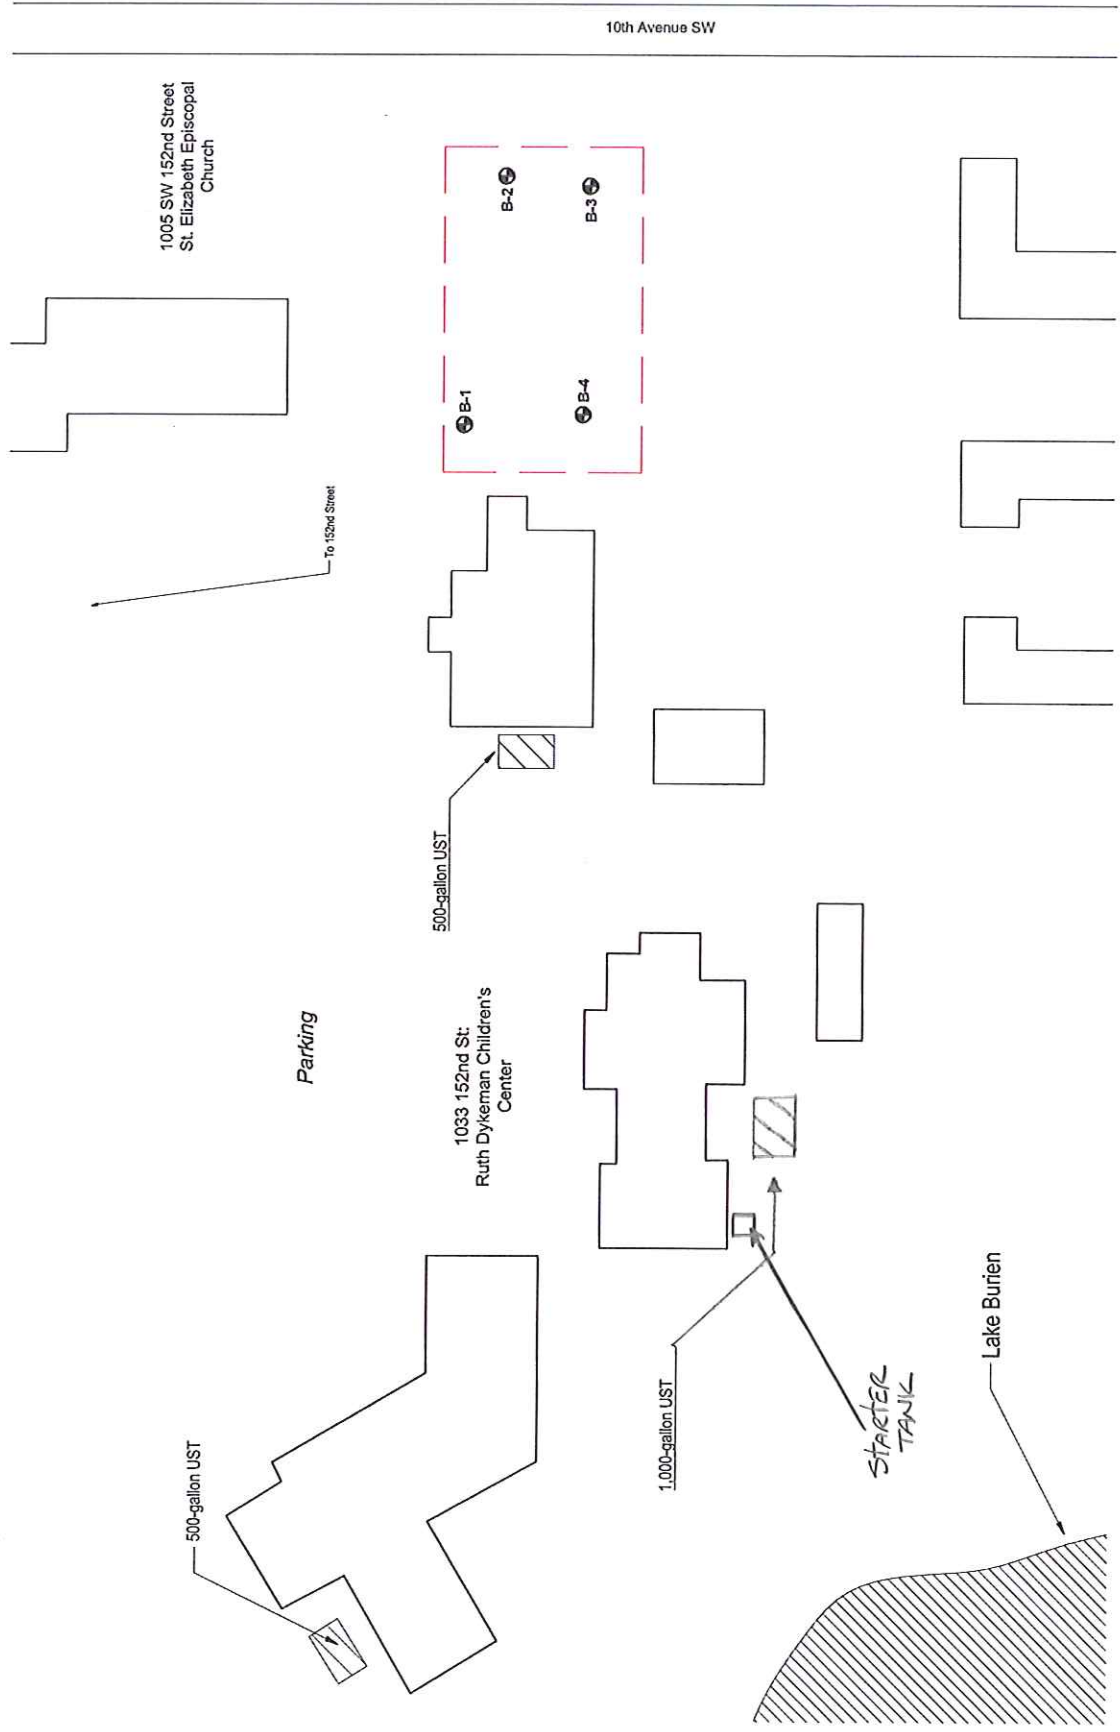 10th Avenue SW
1005 SW 152nd Street
St. Elizabeth Episcopal
Church
B-2
B-3
B-1
B-4
To 152nd Street
500-gallon UST
Parking
1033 152nd St:
Ruth Dykeman Children's
Center
500-gallon UST
1,000-gallon UST
STARTER
TANK
Lake Burien